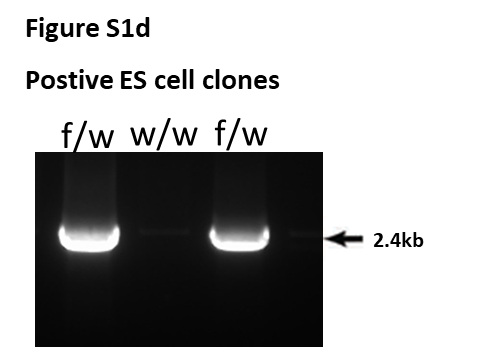 Figure S1d
Postive ES cell clones
f/w w/w f/w
2.4kb